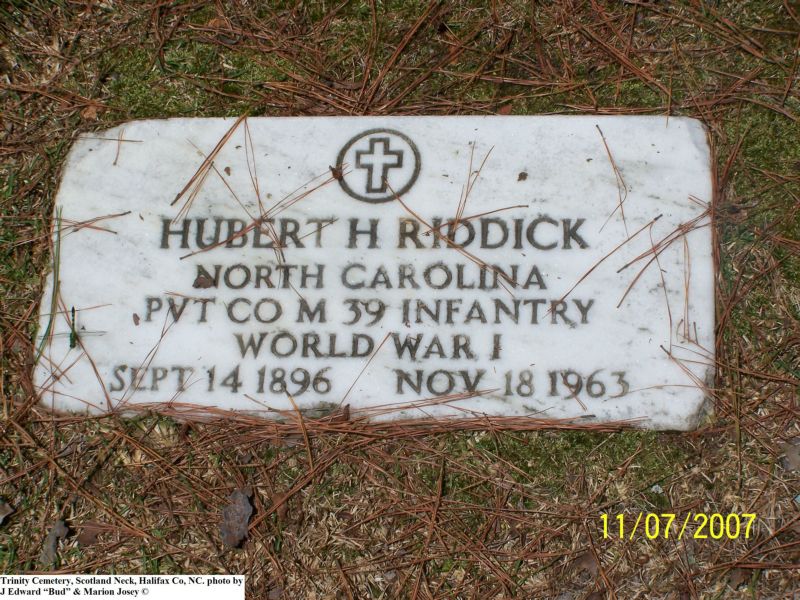 HUBERT H RIDDICK
NORTH CAROLINA
PVT CO M 39 INFANTRY
WORLD WAR I
SEPT 14 1896 NOV 18 1963
11/07/2007
Trinity Cemetery, Scotland Neck, Halifax Co, NC. photo by
J Edward “Bud” & Marion Josey ©